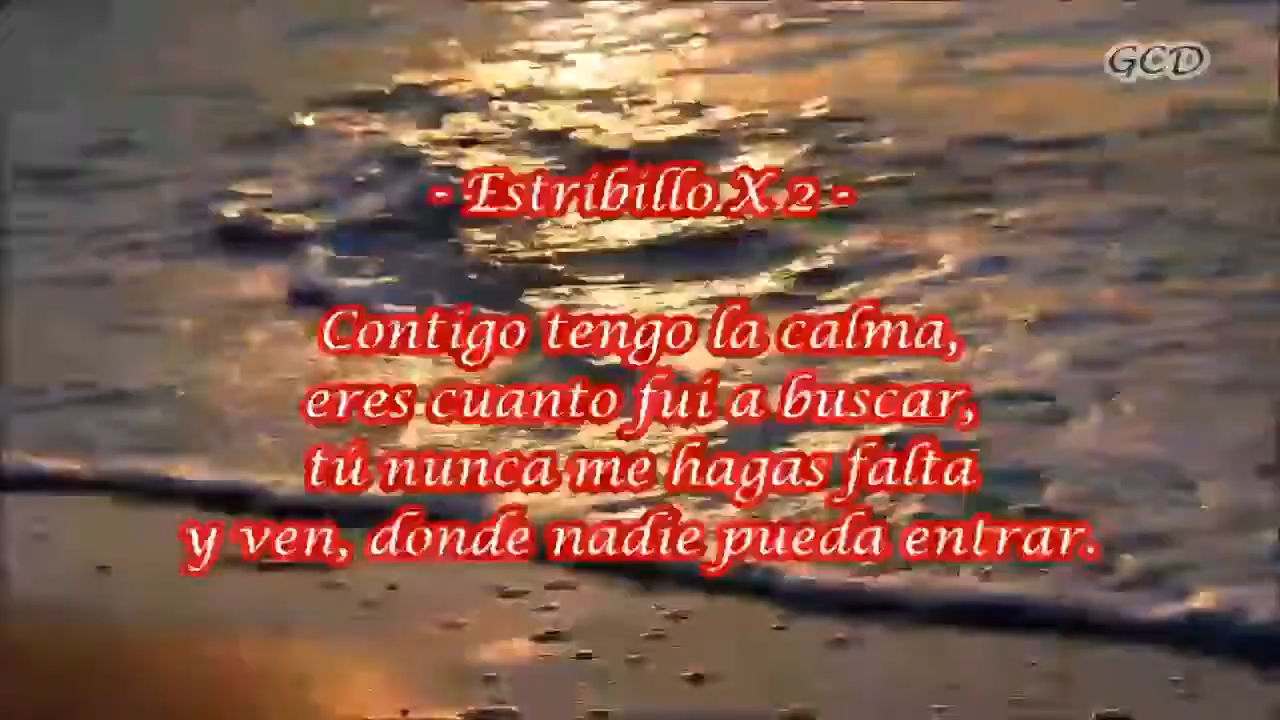 GCD
- Estribillo X 2 -
Contigo tengo la calma,
eres cuanto fui a buscar,
tú nunca me hagas falta
y ven, donde nadie pueda entrar.